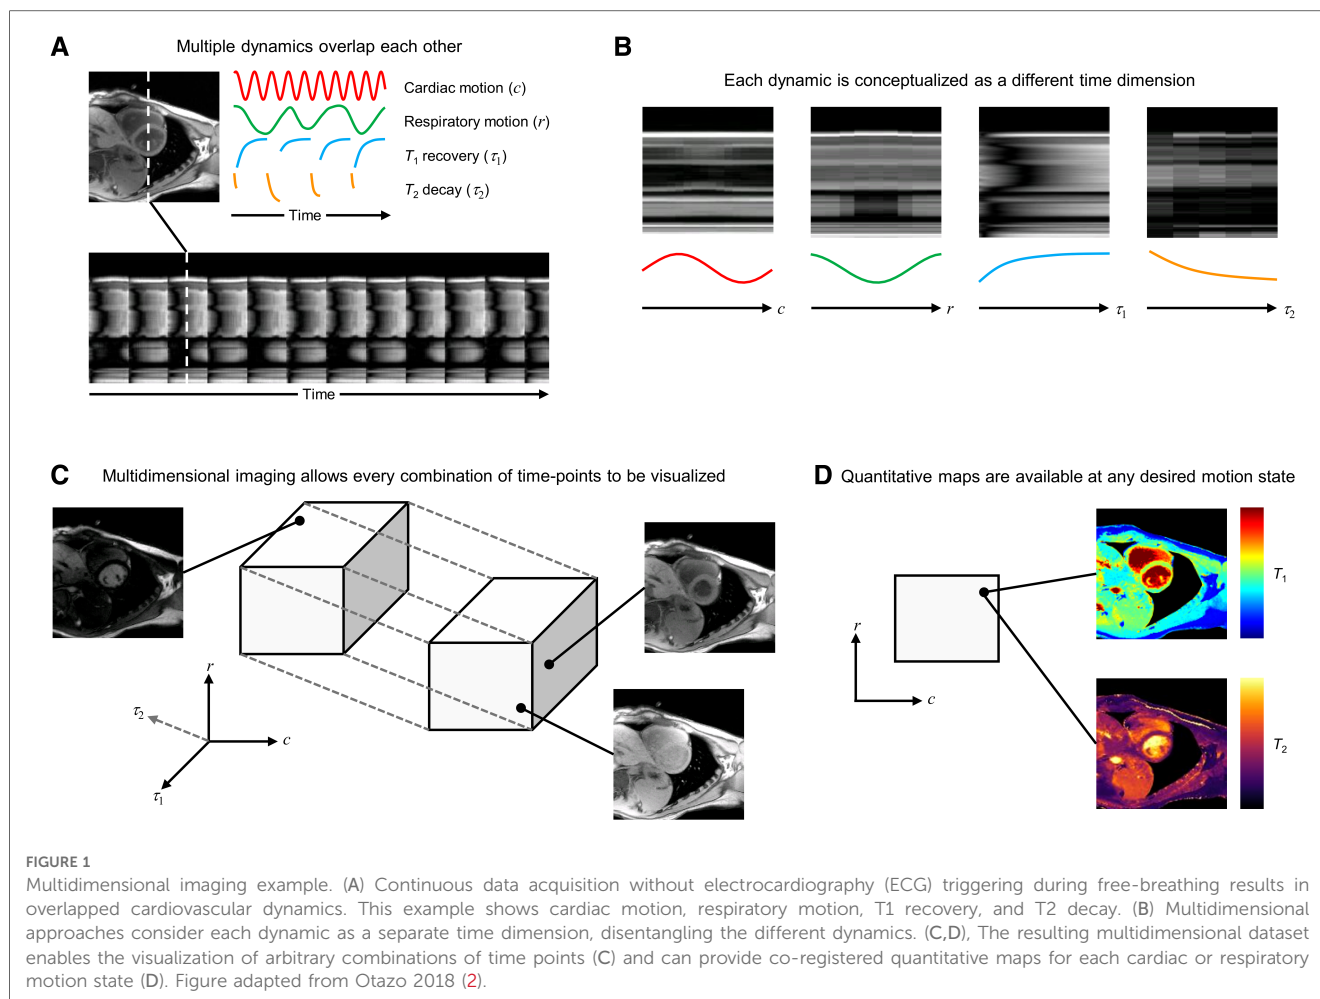 A
Multiple dynamics overlap each other
Cardiac motion (c)
Respiratory motion (r)
T1 recovery (τ1)
T2 decay (τ2)
Time
Time
B
Each dynamic is conceptualized as a different time dimension
c
r
τ1
τ2
C
Multidimensional imaging allows every combination of time-points to be visualized
r
τ2
c
τ1
D
Quantitative maps are available at any desired motion state
r
c
T1
T2
FIGURE 1
Multidimensional imaging example. (A) Continuous data acquisition without electrocardiography (ECG) triggering during free-breathing results in
overlapped cardiovascular dynamics. This example shows cardiac motion, respiratory motion, T1 recovery, and T2 decay. (B) Multidimensional
approaches consider each dynamic as a separate time dimension, disentangling the different dynamics. (C,D), The resulting multidimensional dataset
enables the visualization of arbitrary combinations of time points (C) and can provide co-registered quantitative maps for each cardiac or respiratory
motion state (D). Figure adapted from Otazo 2018 (2).